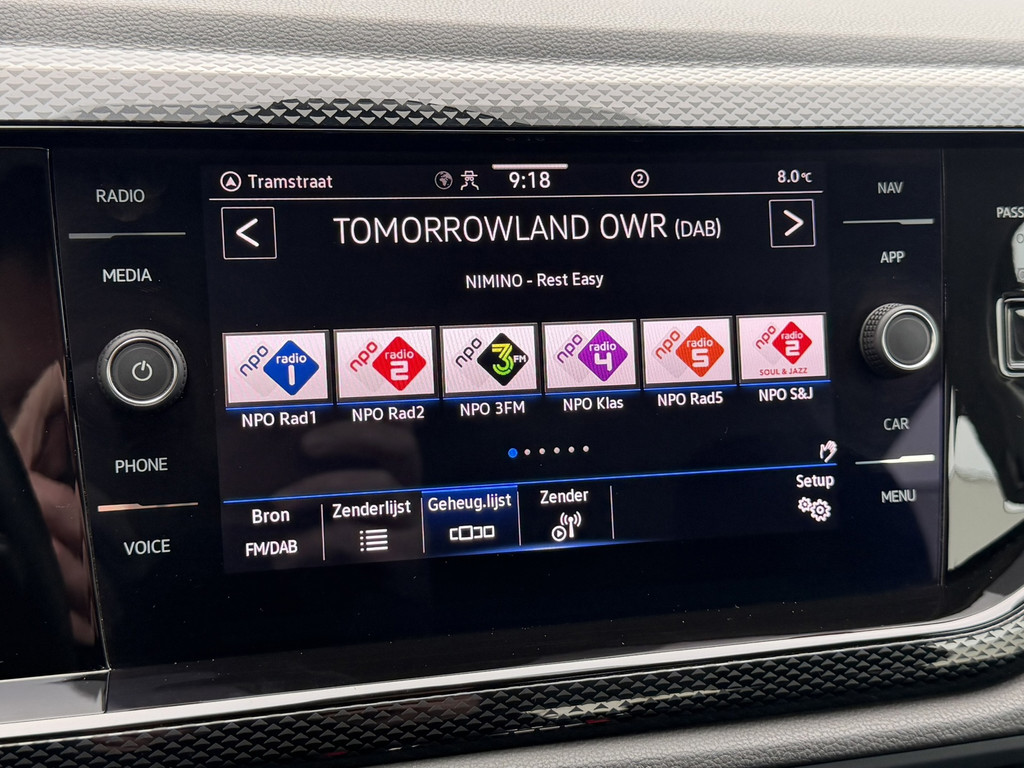 RADIO
MEDIA
PHONE
VOICE
Tramstraat
9:18
2
8.0°C
TOMORROWLAND OWR (DAB)
NIMINO - Rest Easy
npo radio 1
npo radio 2
npo 3FM
npo radio 4
npo radio 5
npo radio 2
SOUL & JAZZ
NPO Rad1
NPO Rad2
NPO 3FM
NPO Klas
NPO Rad5
NPO S&J
Bron
FM/DAB
Zenderlijst
Geheug.lijst
Zender
Setup
NAV
APP
CAR
MENU
PASS